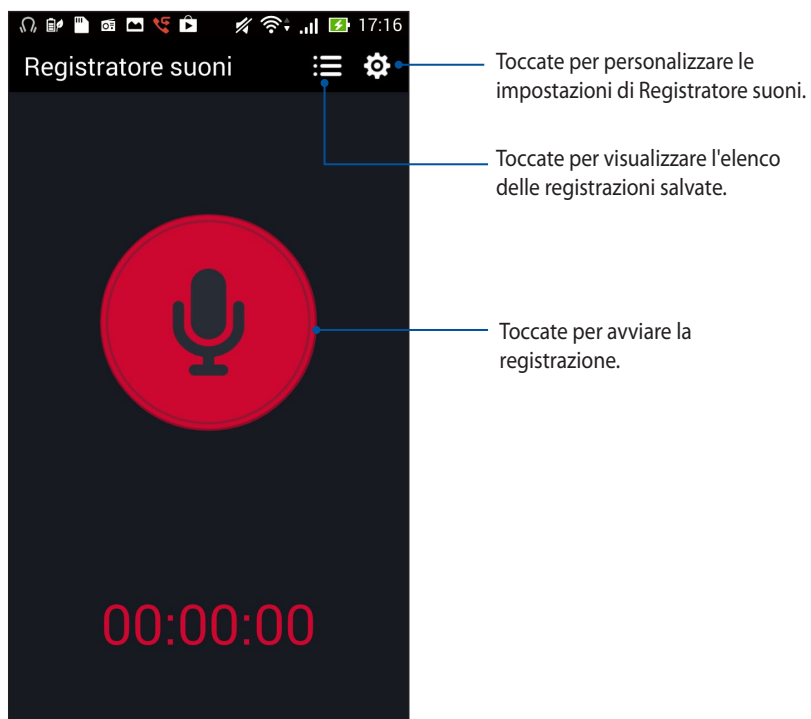 17:16
Registratore suoni
Toccate per personalizzare le
impostazioni di Registratore suoni.
Toccate per visualizzare l'elenco
delle registrazioni salvate.
Toccate per avviare la
registrazione.
00:00:00